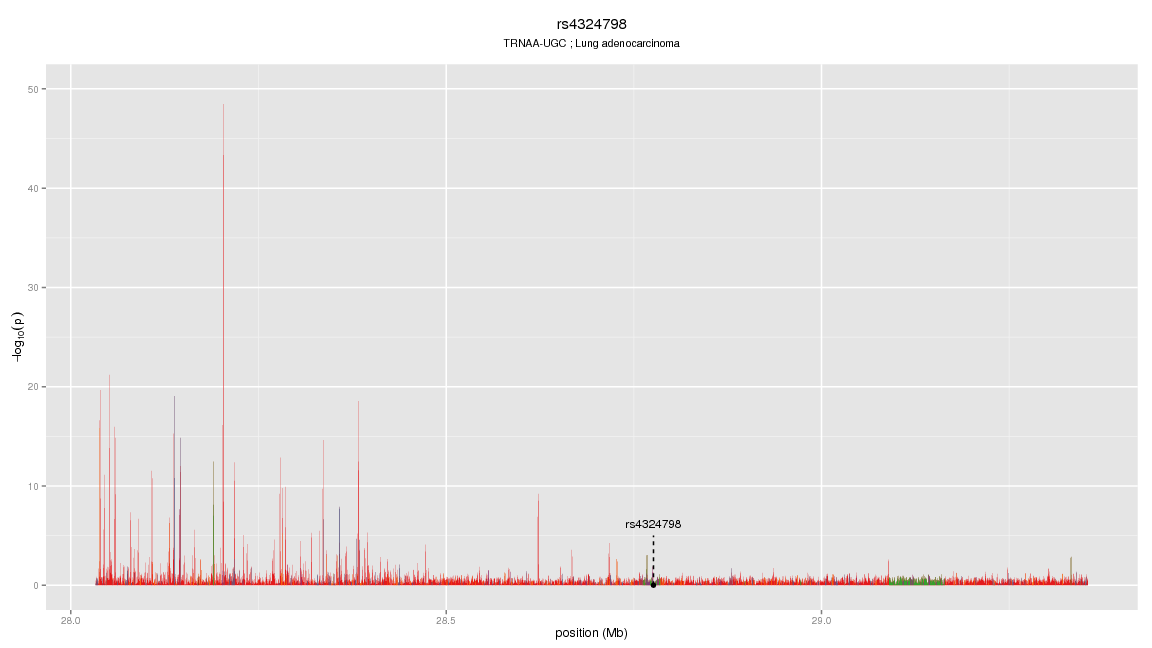 rs4324798
TRNAA-UGC ; Lung adenocarcinoma
50
40
30
20
10
0
−log10(p)
rs4324798
28.0
28.5
29.0
position (Mb)